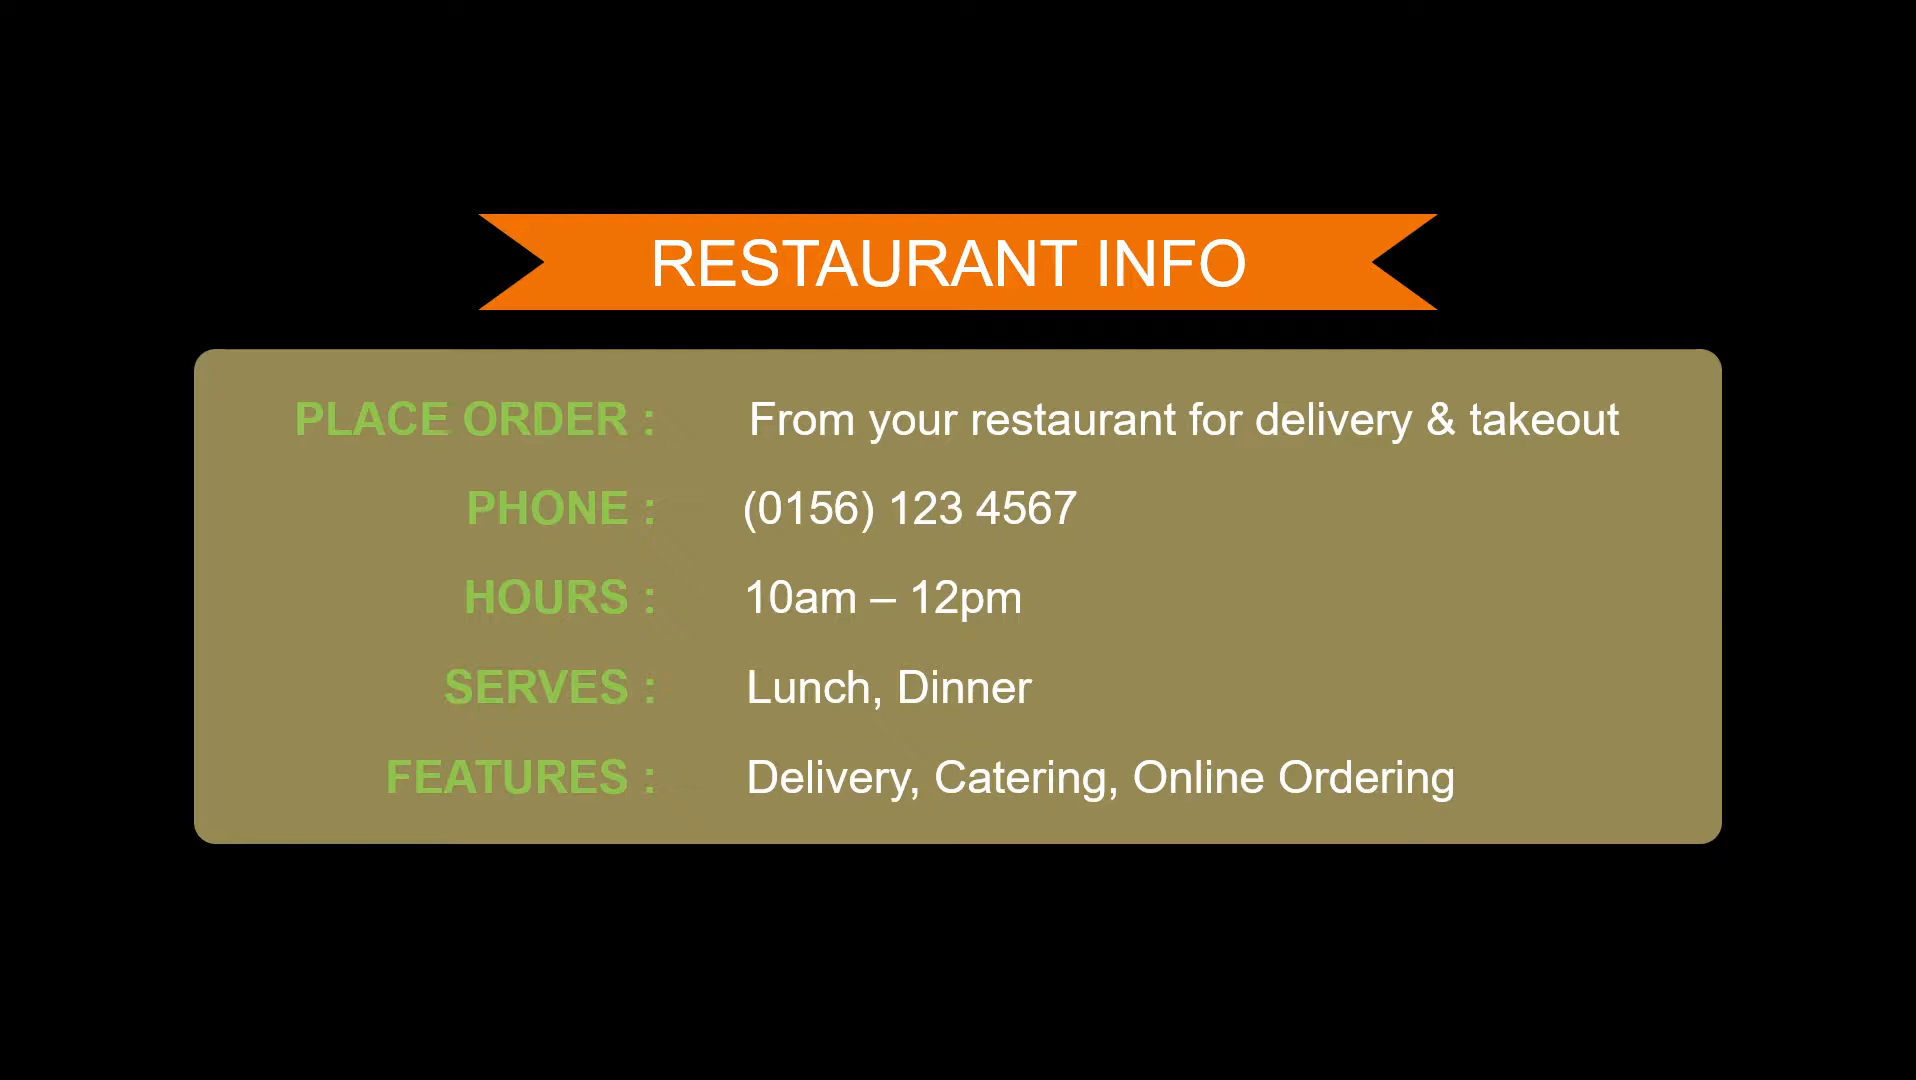 RESTAURANT INFO
PLACE ORDER : From your restaurant for delivery & takeout
PHONE : (0156) 123 4567
HOURS : 10am – 12pm
SERVES : Lunch, Dinner
FEATURES : Delivery, Catering, Online Ordering